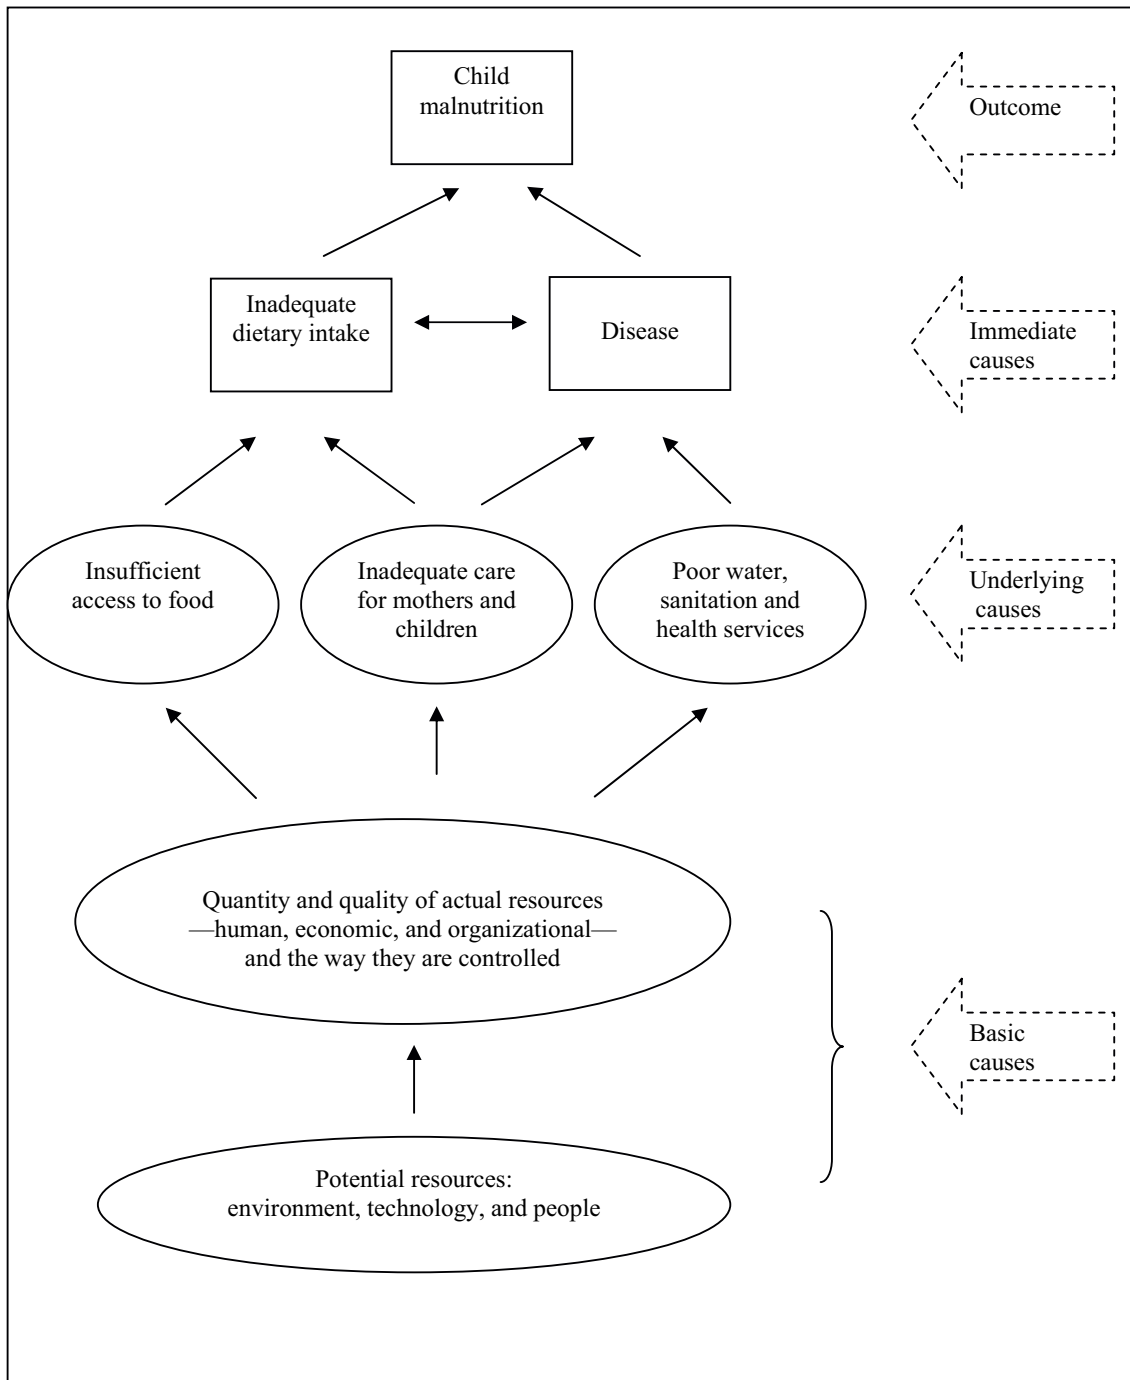 Child
malnutrition
Outcome
Inadequate
dietary intake
Disease
Immediate
causes
Insufficient
access to food
Inadequate care
for mothers and
children
Poor water,
sanitation and
health services
Underlying
causes
Quantity and quality of actual resources
—human, economic, and organizational—
and the way they are controlled
Basic
causes
Potential resources:
environment, technology, and people